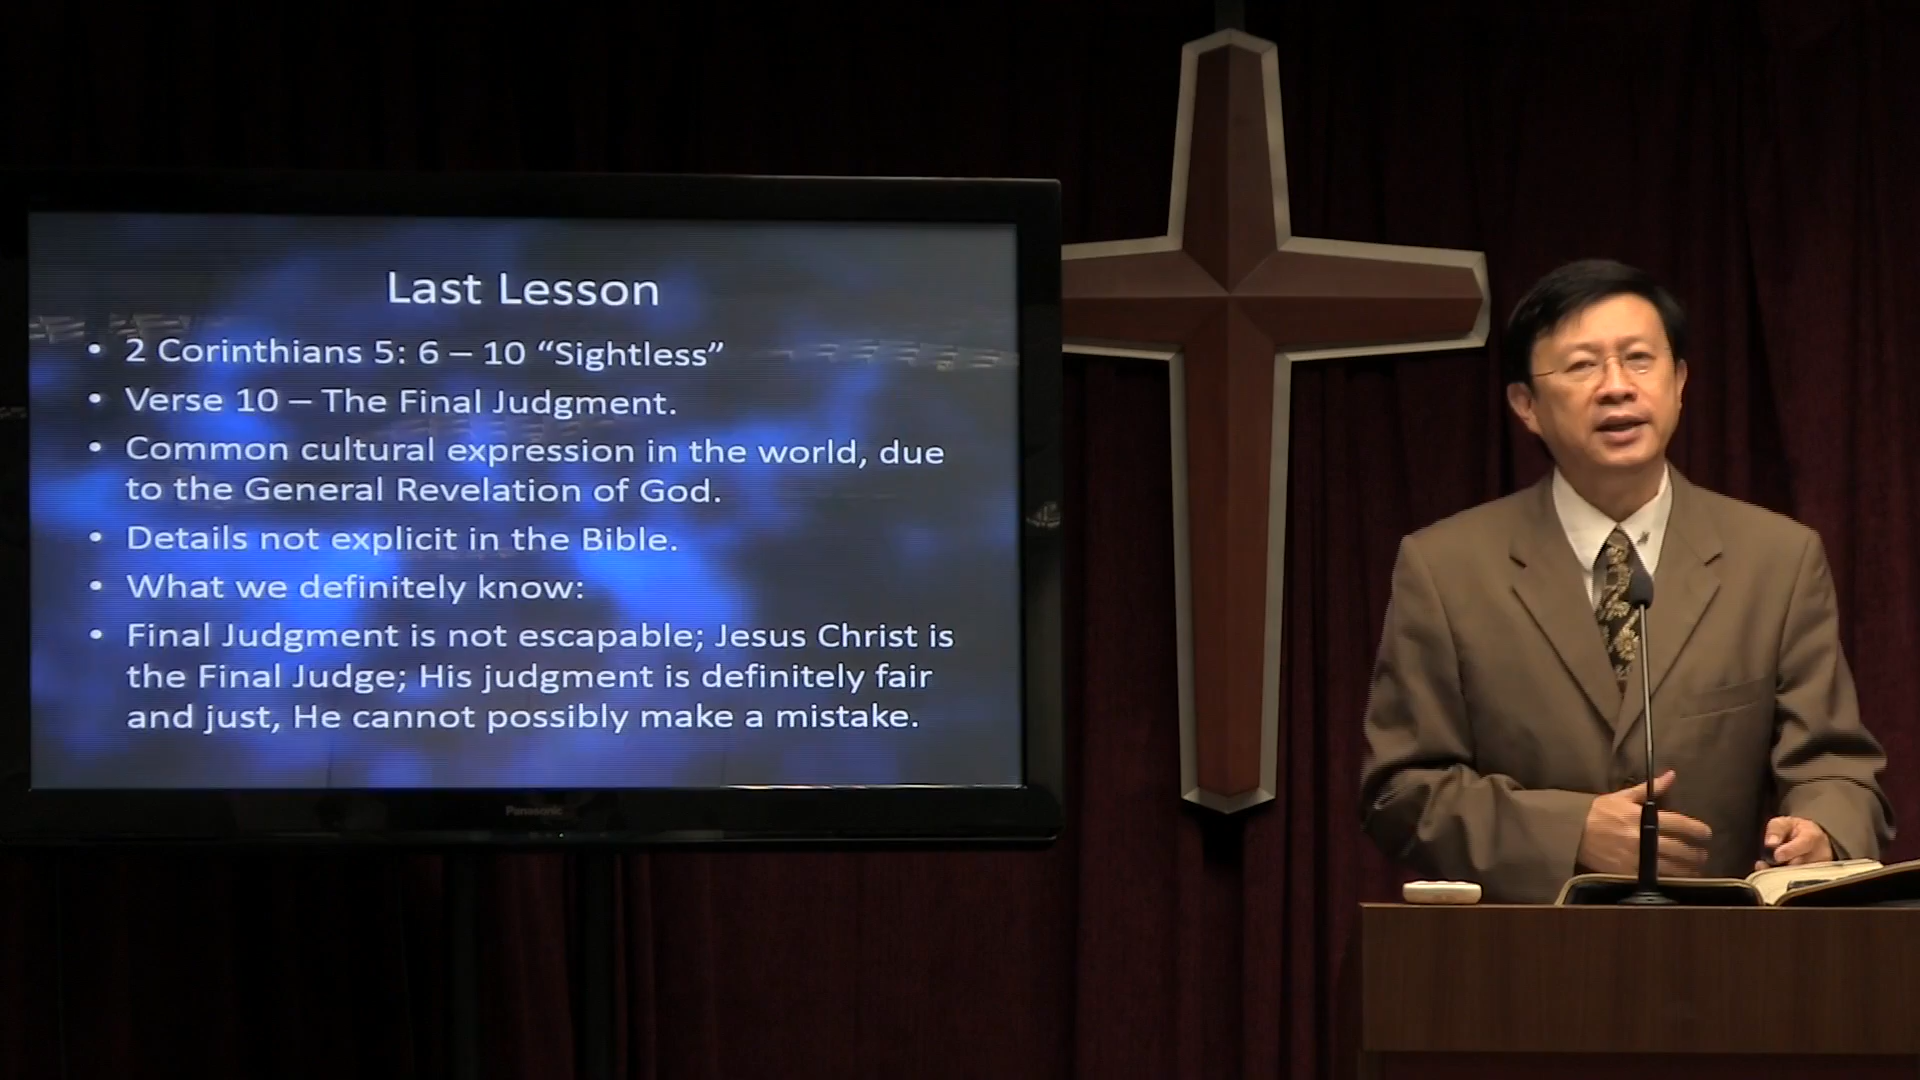 Last Lesson
• 2 Corinthians 5: 6 – 10 “Sightless”
• Verse 10 – The Final Judgment.
• Common cultural expression in the world, due
to the General Revelation of God.
• Details not explicit in the Bible.
• What we definitely know:
• Final Judgment is not escapable; Jesus Christ is
the Final Judge; His judgment is definitely fair
and just, He cannot possibly make a mistake.
Panasonic